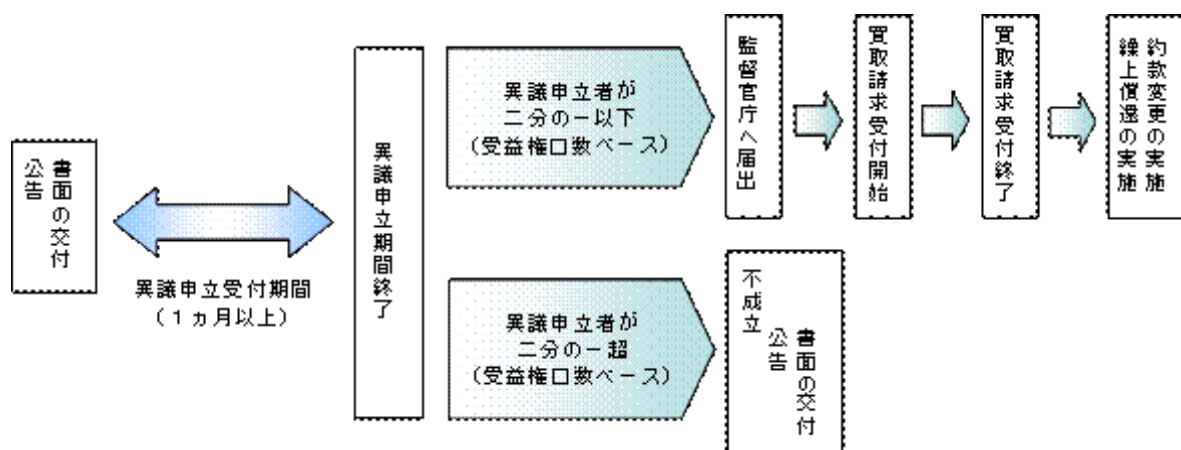 書面の交付
公告
異議申立受付期間
（１ヵ月以上）
異議申立期間終了
異議申立者が
二分の一以下
（受益権口数ベース）
監督官庁へ届出
買取請求受付開始
買取請求受付終了
約款変更の実施
繰上償還の実施
異議申立者が
二分の一超
（受益権口数ベース）
不成立
書面の交付
公告